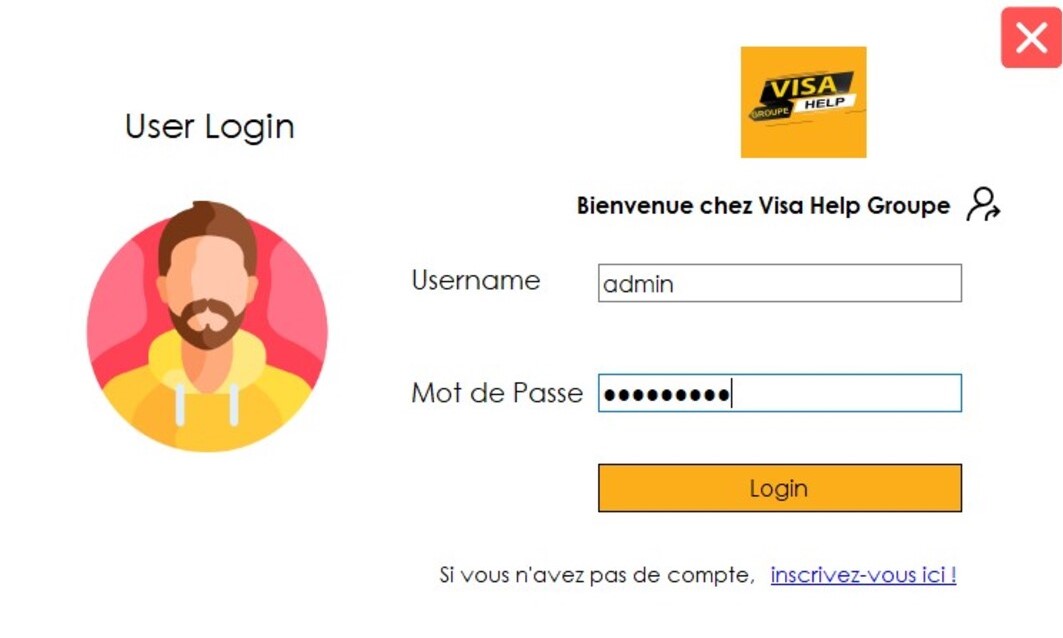 VISA
GROUPE HELP
User Login
Bienvenue chez Visa Help Groupe
Username admin
Mot de Passe •••••••••
Login
Si vous n'avez pas de compte, inscrivez-vous ici !